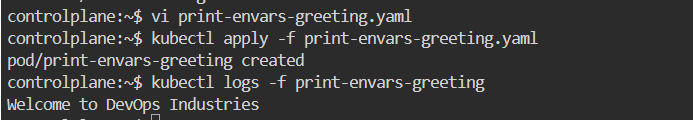 controlplane:~$ vi print-envars-greeting.yaml
controlplane:~$ kubectl apply -f print-envars-greeting.yaml
pod/print-envars-greeting created
controlplane:~$ kubectl logs -f print-envars-greeting
Welcome to DevOps Industries
controlplane:~$